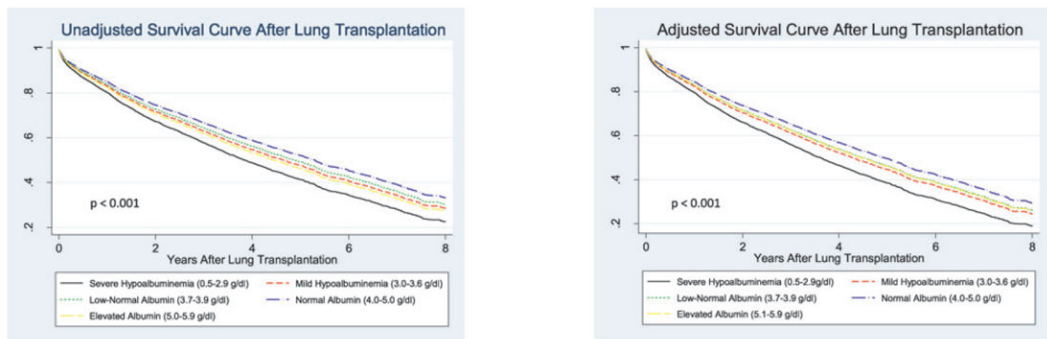 Unadjusted Survival Curve After Lung Transplantation
1
.8
.6
.4
.2
p < 0.001
0 2 4 6 8
Years After Lung Transplantation
Severe Hypoalbuminemia (0.5-2.9 g/dl) Mild Hypoalbuminemia (3.0-3.6 g/dl)
Low-Normal Albumin (3.7-3.9 g/dl) Normal Albumin (4.0-5.0 g/dl)
Elevated Albumin (5.0-5.9 g/dl)
Adjusted Survival Curve After Lung Transplantation
1
.8
.6
.4
.2
p < 0.001
0 2 4 6 8
Years After Lung Transplantation
Severe Hypoalbuminemia (0.5-2.9g/dl) Mild Hypoalbuminemia (3.0-3.6 g/dl)
Low-Normal Albumin (3.7-3.9 g/dl) Normal Albumin (4.0-5.0 g/dl)
Elevated Albumin (5.1-5.9 g/dl)